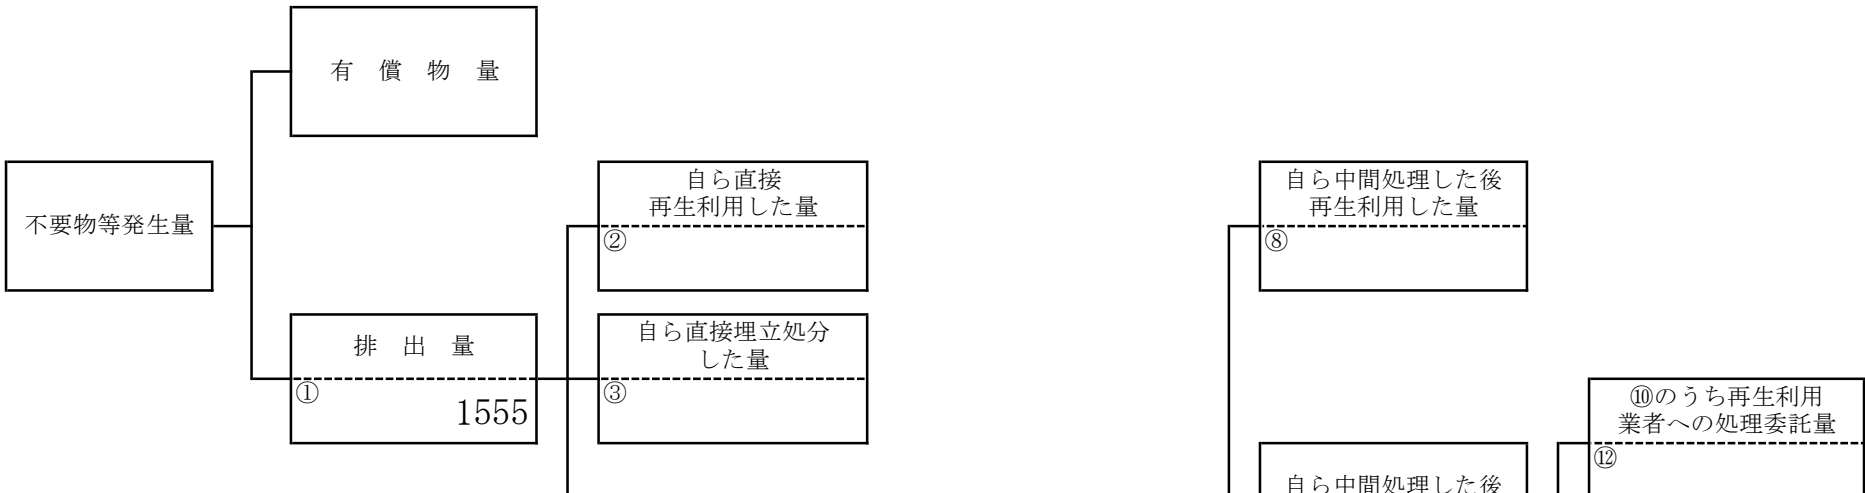 有 償 物 量
不要物等発生量
自ら直接
再生利用した量
②
自ら中間処理した後
再生利用した量
⑧
排 出 量
①
1555
自ら直接埋立処分
した量
③
⑩のうち再生利用
業者への処理委託量
⑫
自ら中間処理した後